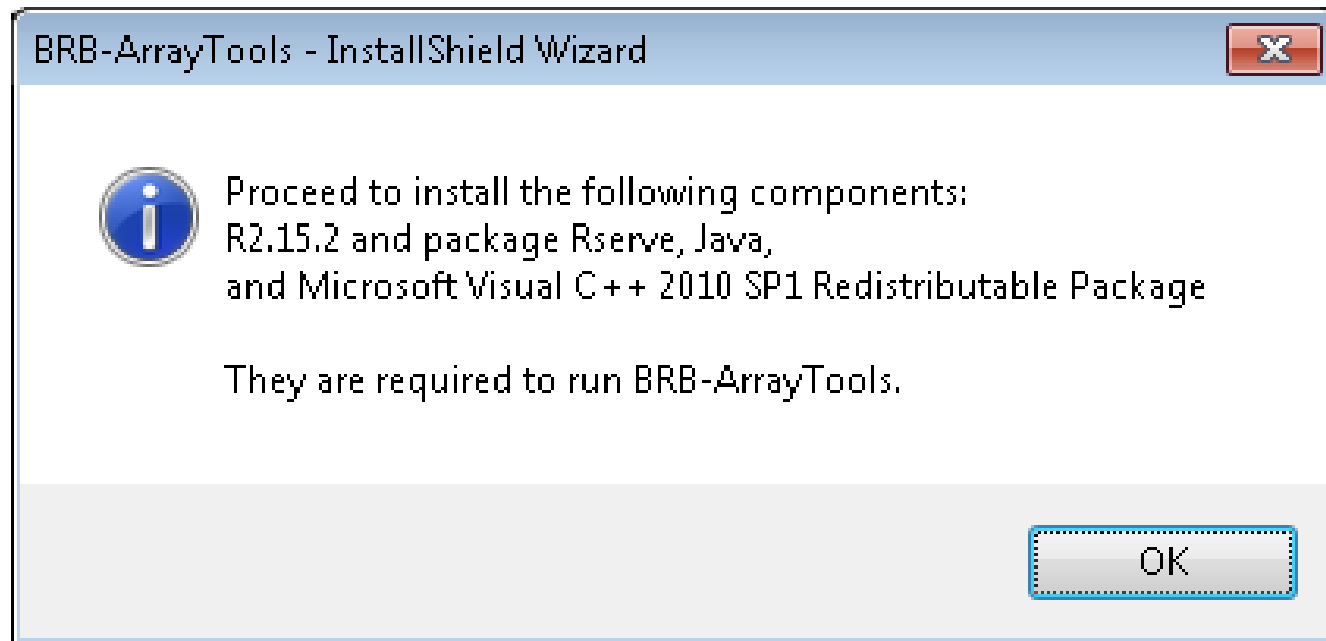 BRB-ArrayTools - InstallShield Wizard
Proceed to install the following components:
R2.15.2 and package Rserve, Java,
and Microsoft Visual C++ 2010 SP1 Redistributable Package
They are required to run BRB-ArrayTools.
OK